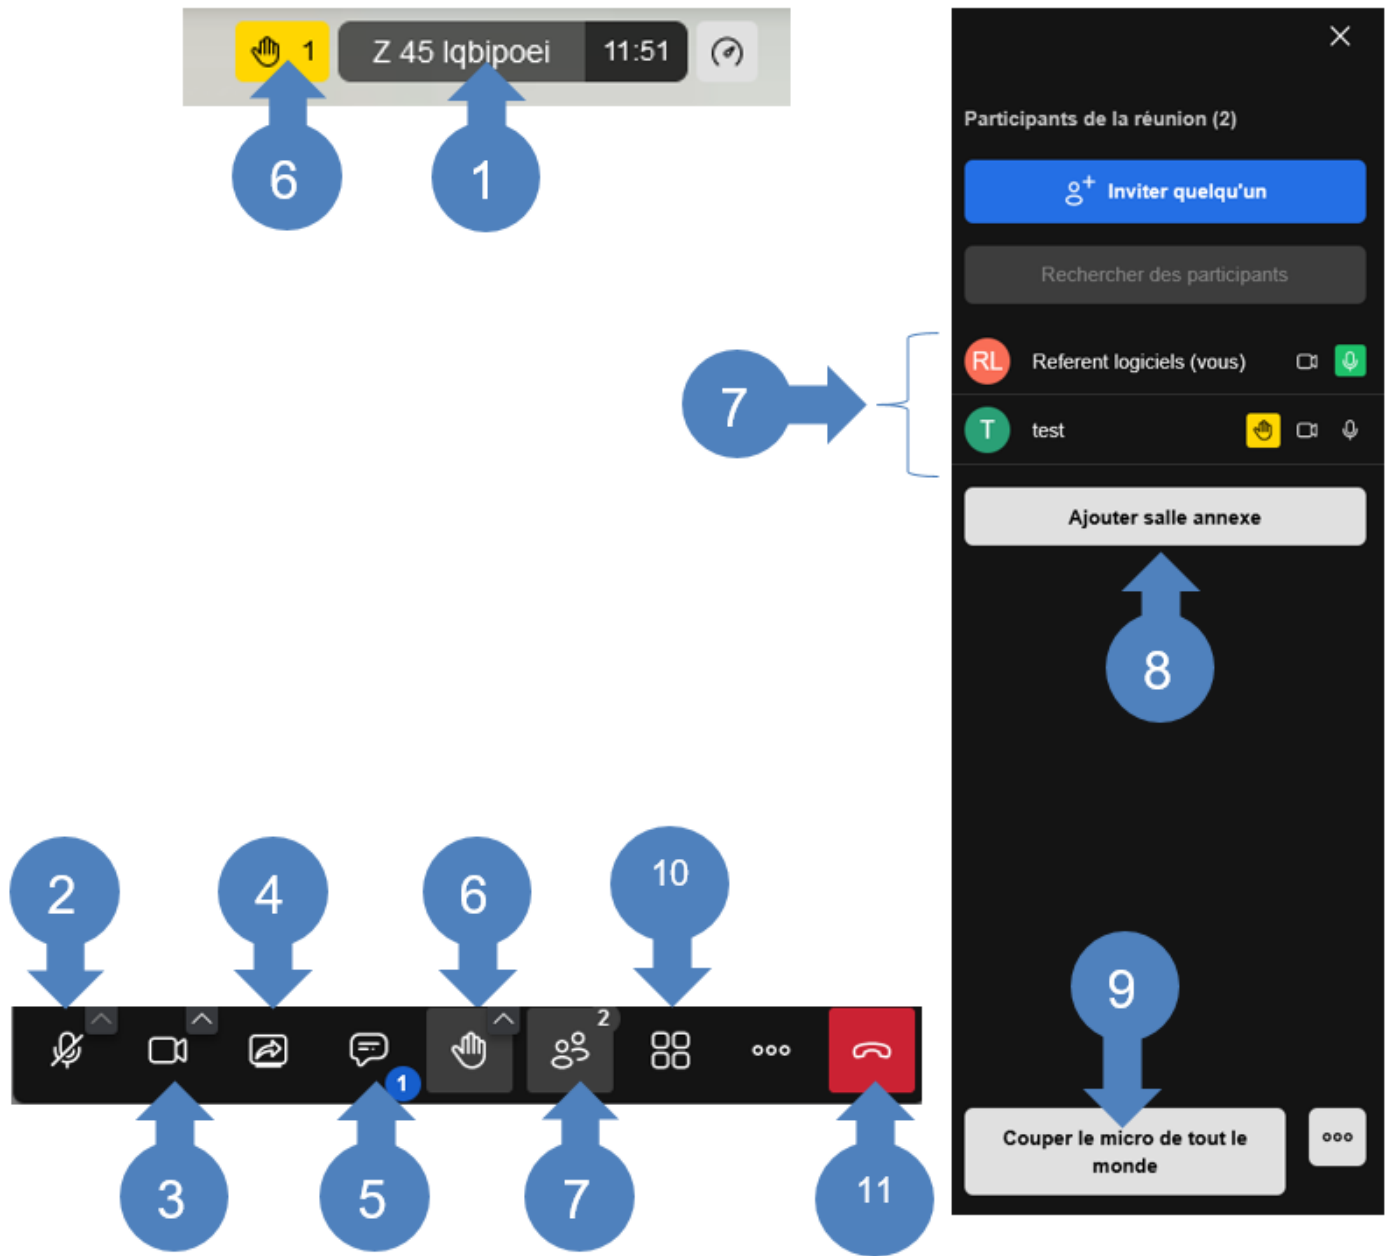 1
Z 45 Iqbipoei
11:51
6
1
Participants de la réunion (2)
Inviter quelqu'un
Rechercher des participants
7
RL
Referent logiciels (vous)
T
test
Ajouter salle annexe
8
2
4
6
10
9
2
1
3
5
7
11
Couper le micro de tout le
monde